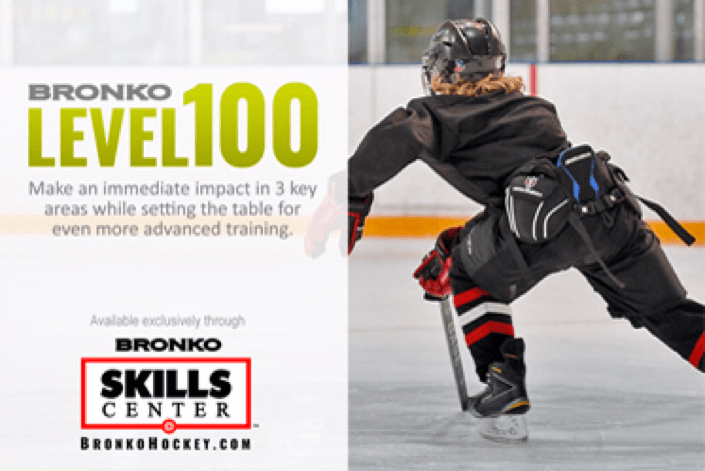 BRONKO
LEVEL100
Make an immediate impact in 3 key
areas while setting the table for
even more advanced training.
Available exclusively through
BRONKO
SKILLS
CENTER
™
BRONKOHOCKEY.COM